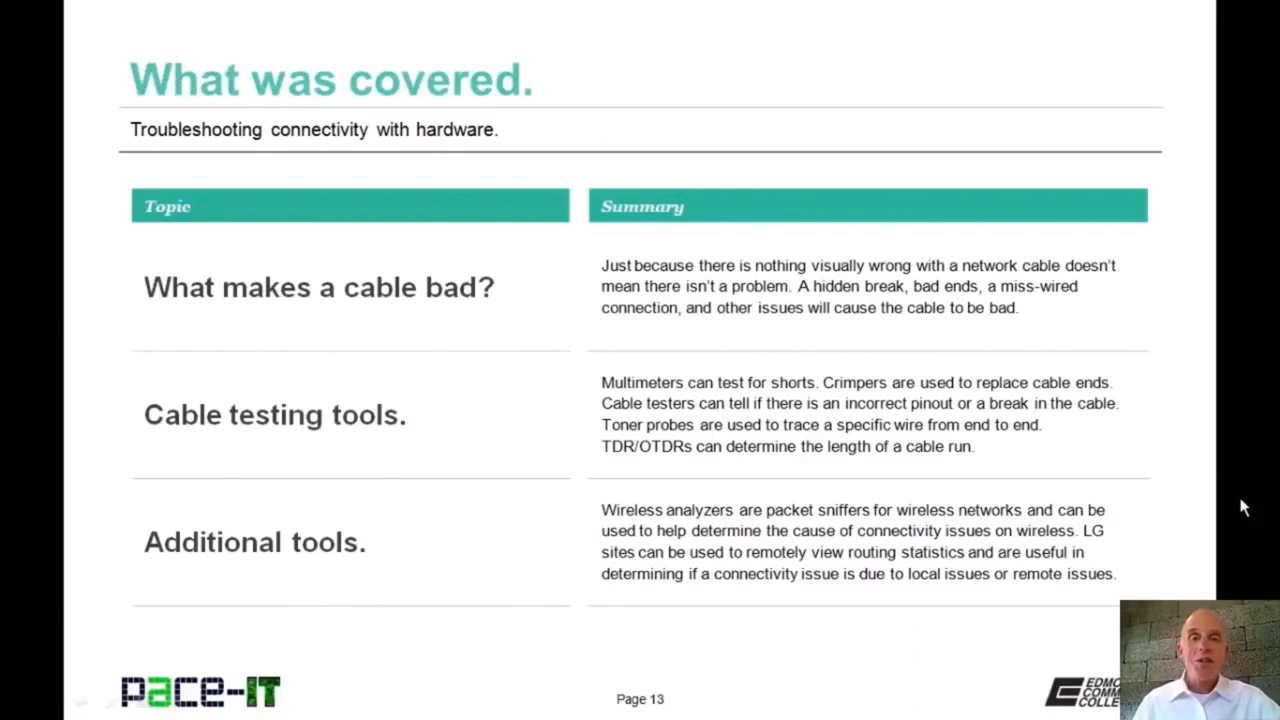 What was covered.
Troubleshooting connectivity with hardware.
Topic
Summary
What makes a cable bad?
Just because there is nothing visually wrong with a network cable doesn't
mean there isn't a problem. A hidden break, bad ends, a miss-wired
connection, and other issues will cause the cable to be bad.
Cable testing tools.
Multimeters can test for shorts. Crimpers are used to replace cable ends.
Cable testers can tell if there is an incorrect pinout or a break in the cable.
Toner probes are used to trace a specific wire from end to end.
TDR/OTDRs can determine the length of a cable run.
Additional tools.
Wireless analyzers are packet sniffers for wireless networks and can be
used to help determine the cause of connectivity issues on wireless. LG
sites can be used to remotely view routing statistics and are useful in
determining if a connectivity issue is due to local issues or remote issues.
PACE-IT
Page 13